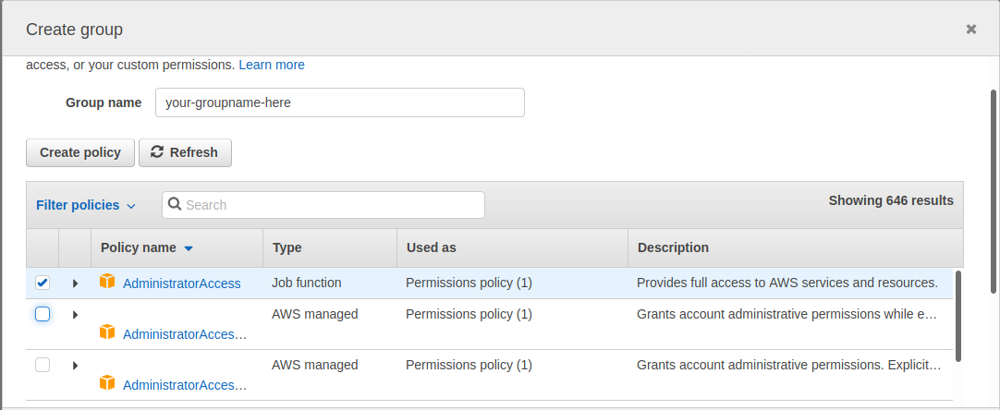 Create group
access, or your custom permissions. Learn more
Group name your-groupname-here
Create policy Refresh
Filter policies Search Showing 646 results
Policy name Type Used as Description
AdministratorAccess Job function Permissions policy (1) Provides full access to AWS services and resources.
AWS managed Permissions policy (1) Grants account administrative permissions while e…
AdministratorAcces…
AWS managed Permissions policy (1) Grants account administrative permissions. Explicit…
AdministratorAcces…